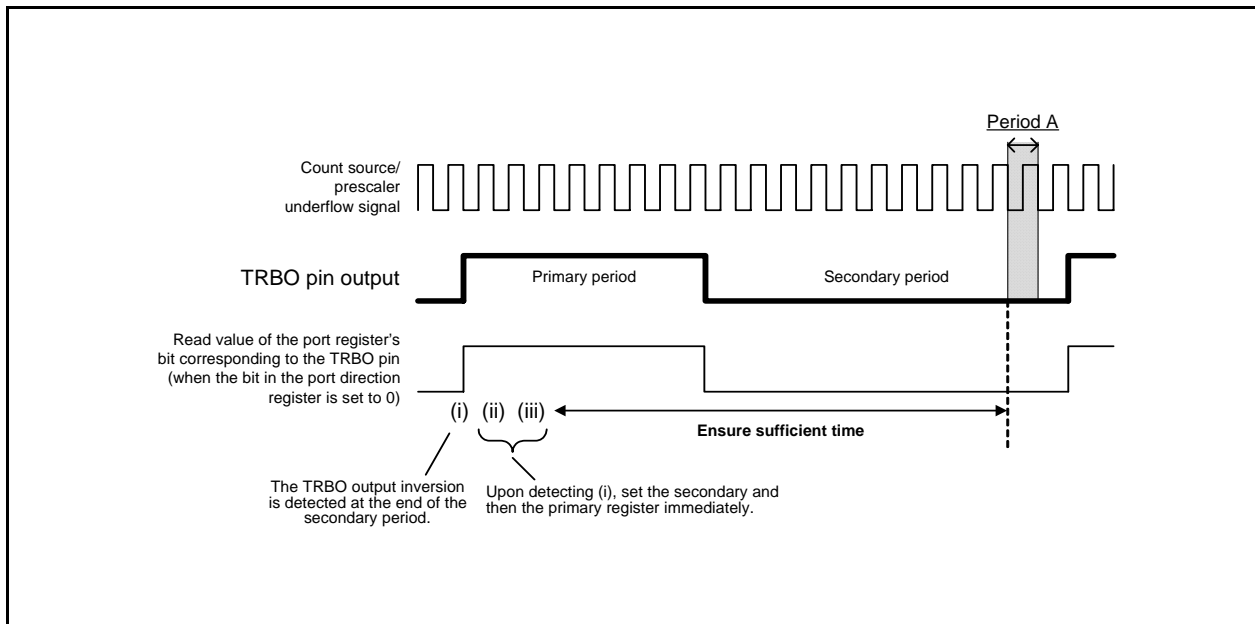 Period A
Count source/
prescaler
underflow signal
TRBO pin output
Primary period
Secondary period
Read value of the port register's
bit corresponding to the TRBO pin
(when the bit in the port direction
register is set to 0)
(i) (ii) (iii)
Ensure sufficient time
The TRBO output inversion
is detected at the end of the
secondary period.
Upon detecting (i), set the secondary and
then the primary register immediately.